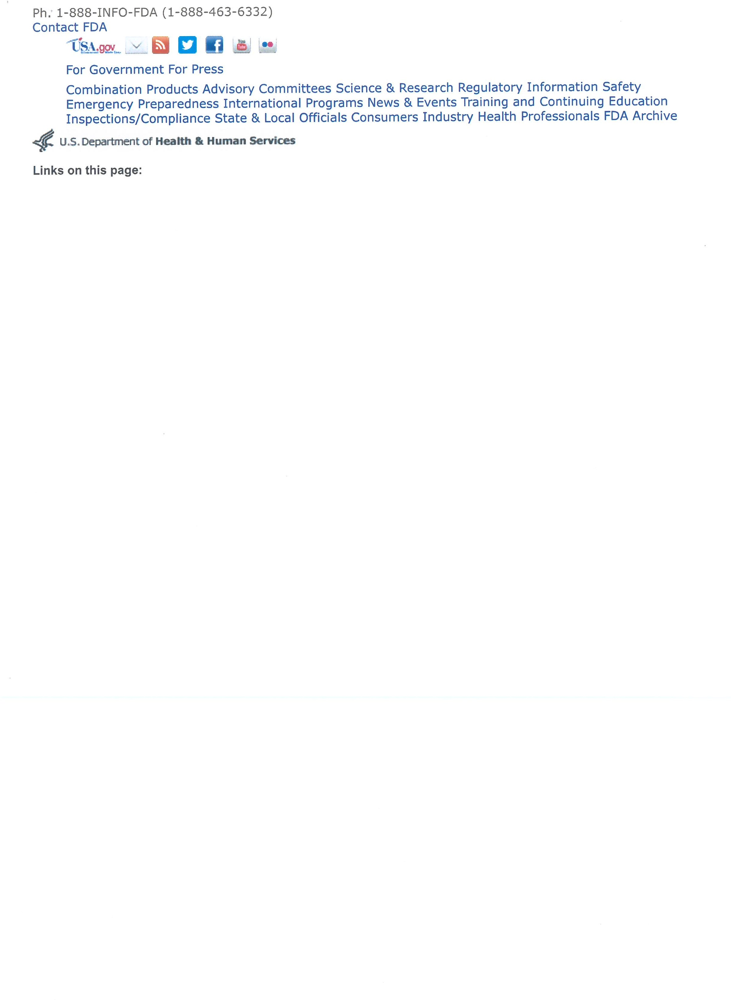 Ph. 1-888-INFO-FDA (1-888-463-6332)
Contact FDA
USA.gov
You Tube
For Government For Press
Combination Products Advisory Committees Science & Research Regulatory Information Safety
Emergency Preparedness International Programs News & Events Training and Continuing Education
Inspections/Compliance State & Local Officials Consumers Industry Health Professionals FDA Archive
U.S. Department of Health & Human Services
Links on this page: